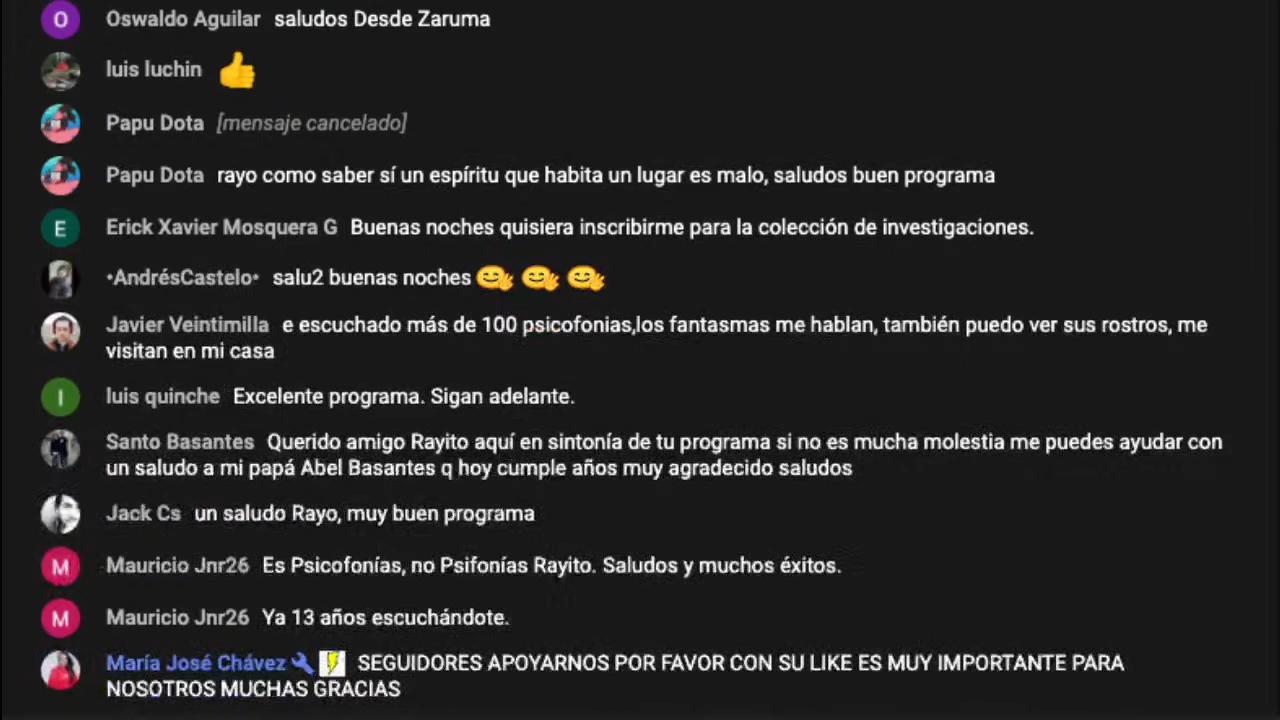 O Oswaldo Aguilar saludos Desde Zaruma
luis luchin 👍
Papu Dota [mensaje cancelado]
Papu Dota rayo como saber sí un espíritu que habita un lugar es malo, saludos buen programa
E Erick Xavier Mosquera G Buenas noches quisiera inscribirme para la colección de investigaciones.
•AndrésCastelo• salu2 buenas noches
Javier Veintimilla e escuchado más de 100 psicofonias,los fantasmas me hablan, también puedo ver sus rostros, me
visitan en mi casa
l luis quinche Excelente programa. Sigan adelante.
Santo Basantes Querido amigo Rayito aquí en sintonía de tu programa si no es mucha molestia me puedes ayudar con
un saludo a mi papá Abel Basantes q hoy cumple años muy agradecido saludos
Jack Cs un saludo Rayo, muy buen programa
M Mauricio Jnr26 Es Psicofonías, no Psifonías Rayito. Saludos y muchos éxitos.
M Mauricio Jnr26 Ya 13 años escuchándote.
María José Chávez SEGUIDORES APOYARNOS POR FAVOR CON SU LIKE ES MUY IMPORTANTE PARA
NOSOTROS MUCHAS GRACIAS